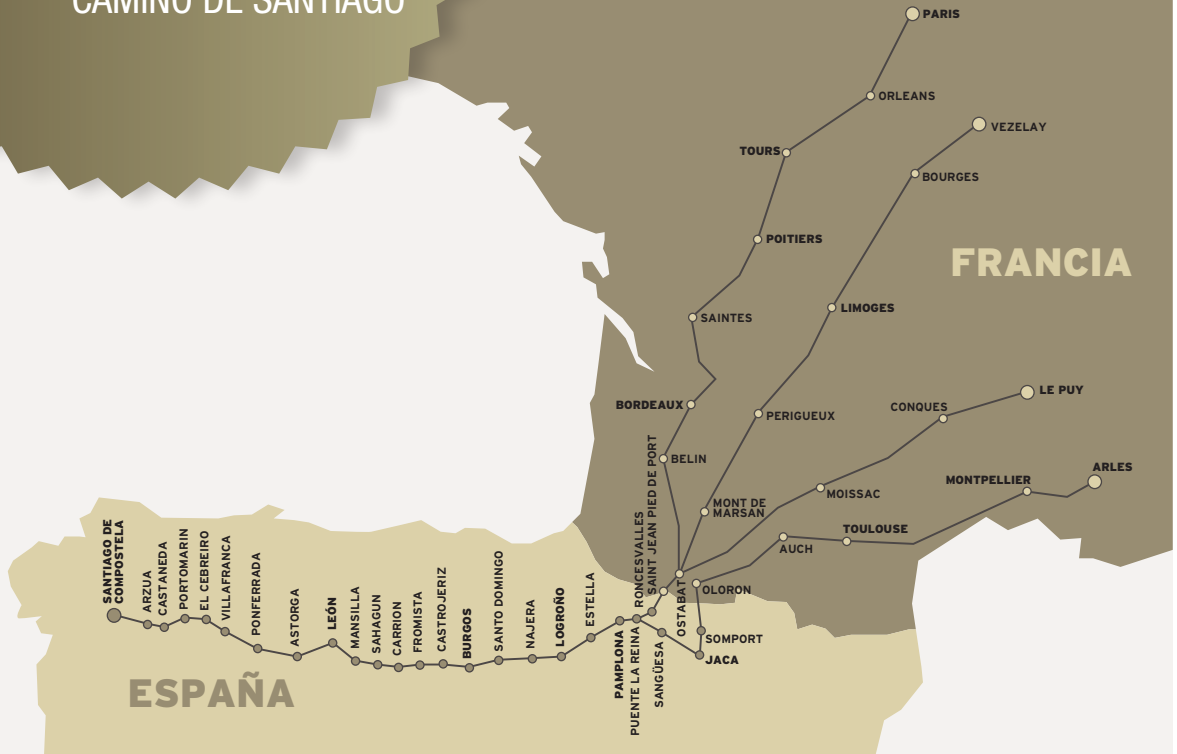 CAMINO DE SANTIAGO
PARIS
ORLEANS
VEZELAY
TOURS
BOURGES
POITIERS
FRANCIA
LIMOGES
SAINTES
LE PUY
CONQUES
BORDEAUX
PERIGUEUX
BELIN
ARLES
MONTPELLIER
MOISSAC
MONT DE
MARSAN
TOULOUSE
AUCH
OLORON
SOMPORT
JACA
SANTIAGO DE
COMPOSTELA
ARZUA
CASTANEDA
PORTOMARIN
EL CEBREIRO
VILLAFRANCA
PONFERRADA
ASTORGA
LEÓN
MANSILLA
SAHAGUN
CARRION
FROMISTA
CASTROJERIZ
BURGOS
SANTO DOMINGO
NAJERA
LOGROÑO
ESTELLA
PAMPLONA
PUENTE LA REINA
RONCESVALLES
SAINT JEAN PIED DE PORT
SANGÜESA
OSTABAT
ESPAÑA